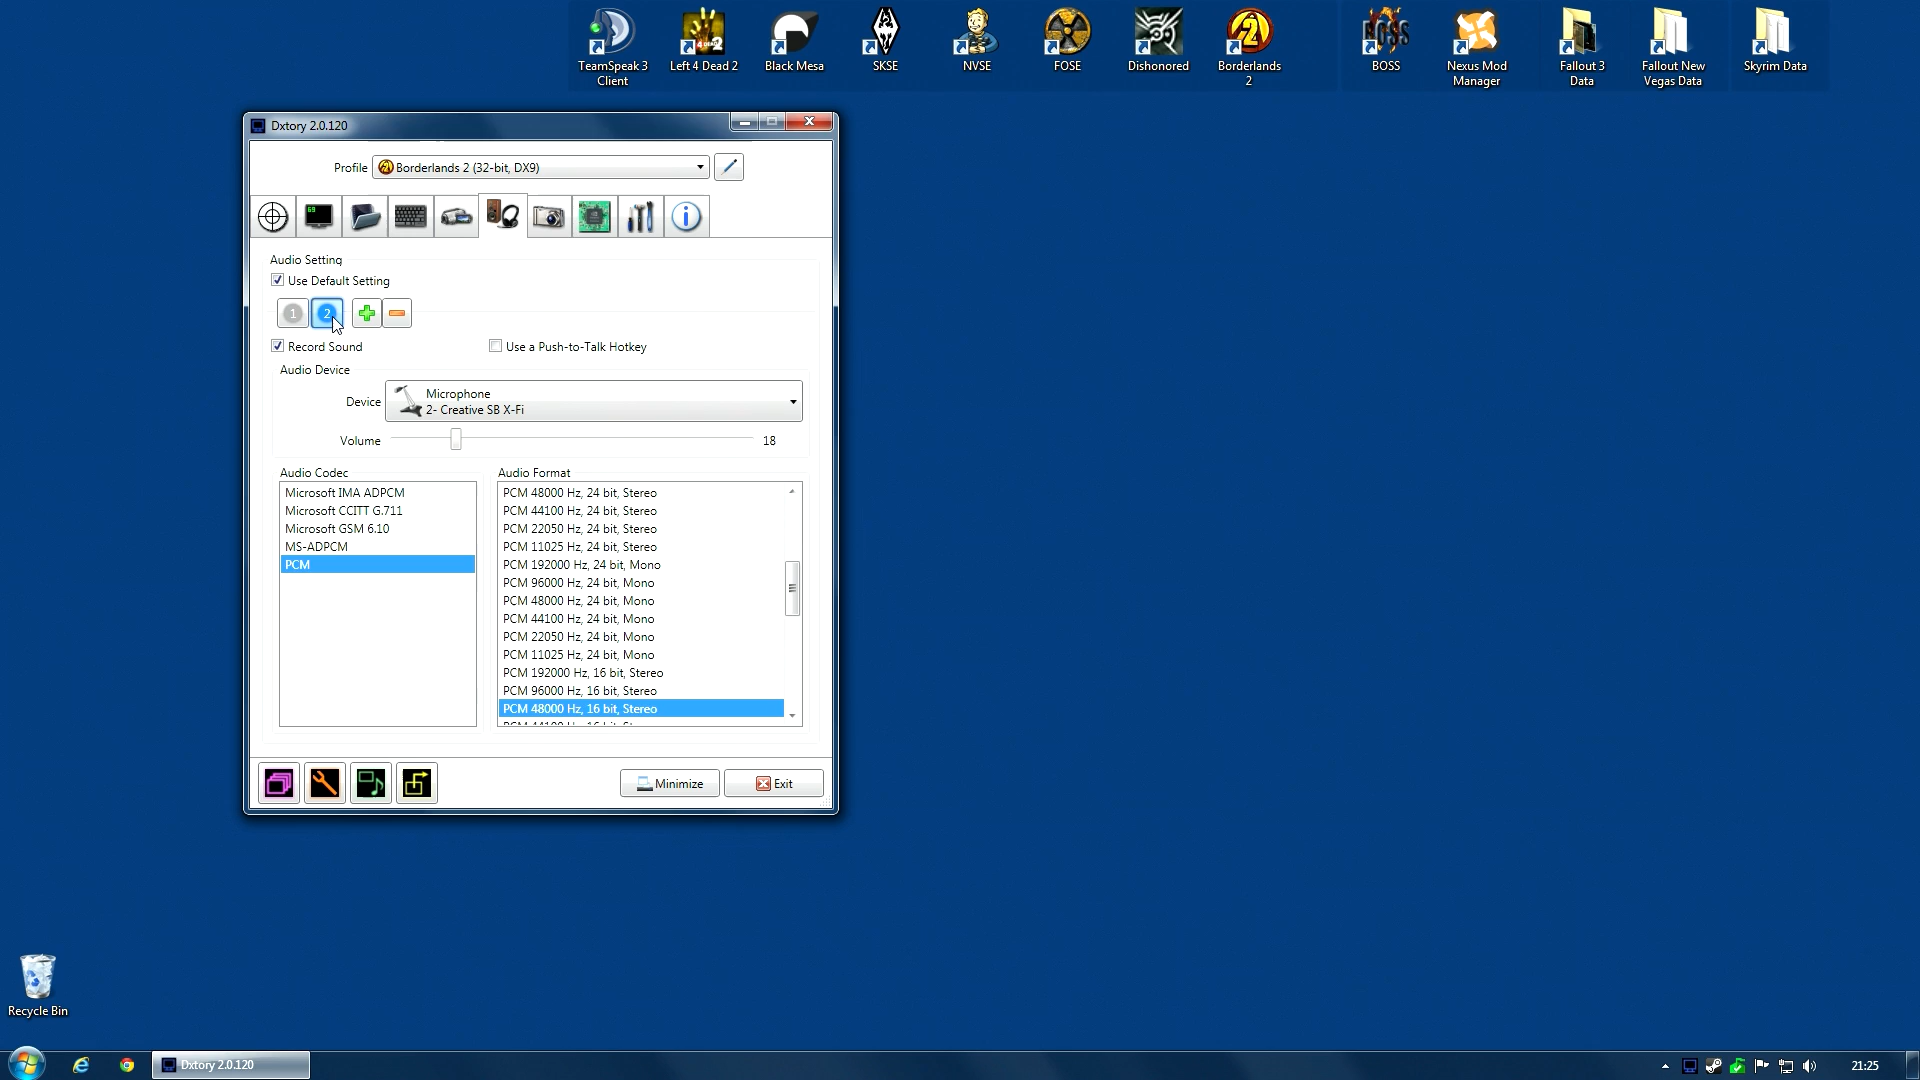 TeamSpeak 3
Client
Left 4 Dead 2
Black Mesa
SKSE
NVSE
FOSE
Dishonored
Borderlands
2
BOSS
Nexus Mod
Manager
Fallout 3
Data
Fallout New
Vegas Data
Skyrim Data
Dxtory 2.0.120
Profile
Borderlands 2 (32-bit, DX9)
69
Audio Setting
Use Default Setting
1
2
Record Sound
Use a Push-to-Talk Hotkey
Audio Device
Device
Microphone
2- Creative SB X-Fi
Volume
18
Audio Codec
Microsoft IMA ADPCM
Microsoft CCITT G.711
Microsoft GSM 6.10
MS-ADPCM
PCM
Audio Format
PCM 48000 Hz, 24 bit, Stereo
PCM 44100 Hz, 24 bit, Stereo
PCM 22050 Hz, 24 bit, Stereo
PCM 11025 Hz, 24 bit, Stereo
PCM 192000 Hz, 24 bit, Mono
PCM 96000 Hz, 24 bit, Mono
PCM 48000 Hz, 24 bit, Mono
PCM 44100 Hz, 24 bit, Mono
PCM 22050 Hz, 24 bit, Mono
PCM 11025 Hz, 24 bit, Mono
PCM 192000 Hz, 16 bit, Stereo
PCM 96000 Hz, 16 bit, Stereo
PCM 48000 Hz, 16 bit, Stereo
PCM 44100 Hz, 16 bit, Stereo
Minimize
Exit
Recycle Bin
Dxtory 2.0.120
21:25